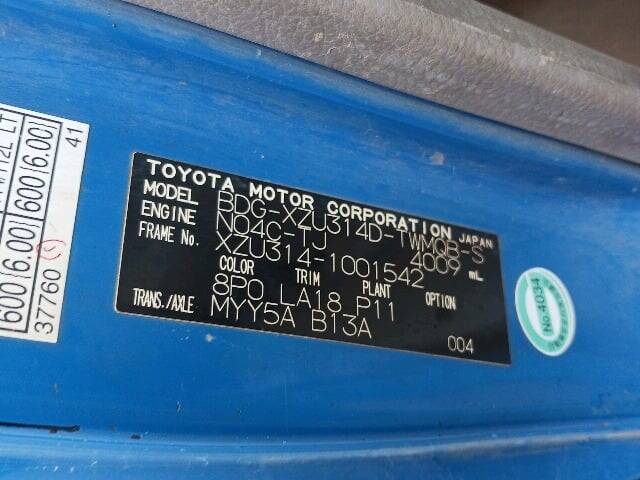 TOYOTA MOTOR CORPORATION JAPAN
MODEL BDG-XZU314D-TWMQB-S
ENGINE N04C-TJ 4009 mL
FRAME No. XZU314-1001542
COLOR TRIM PLANT OPTION
8P0 LA18 P11
TRANS./AXLE MYY5A B13A
004
600(6.00) 600(6.00)
37760 41
No 4034